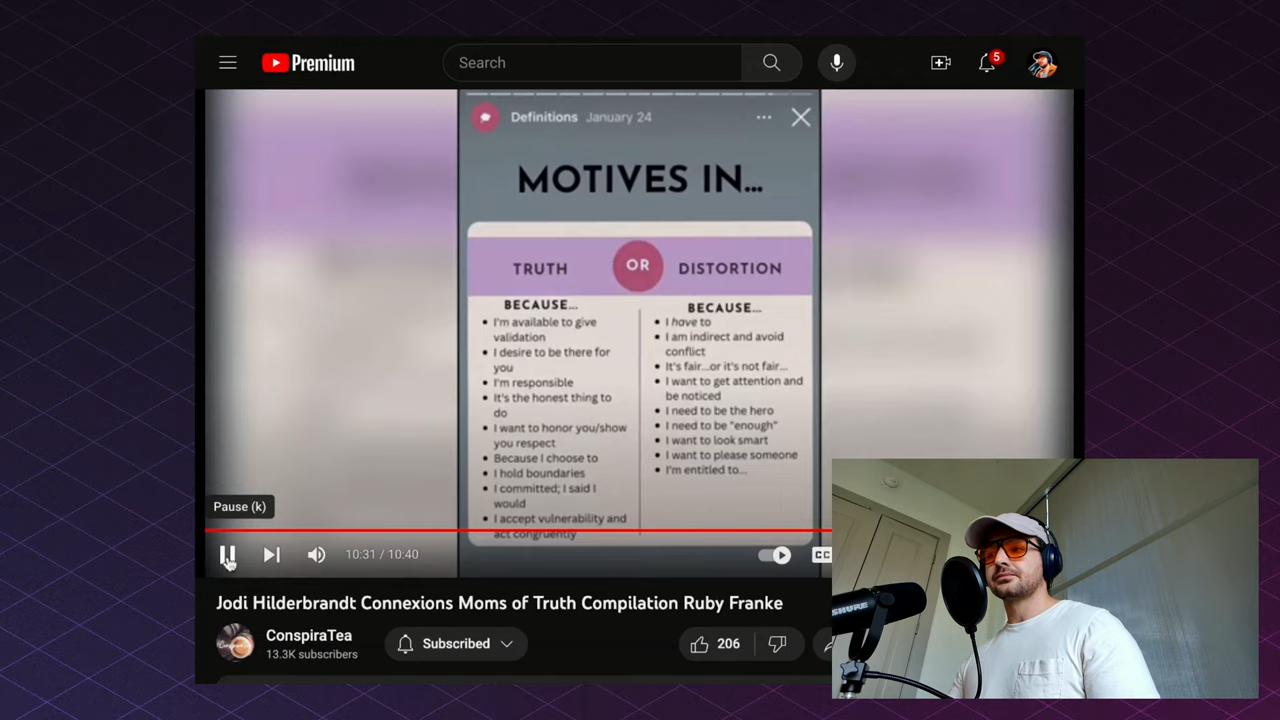 Premium
Search
5
Definitions January 24
MOTIVES IN...
TRUTH
OR
DISTORTION
BECAUSE...
• I'm available to give
validation
• I desire to be there for
you
• I'm responsible
• It's the honest thing to
do
• I want to honor you/show
you respect
• Because I choose to
• I hold boundaries
• I committed; I said I
would
• I accept vulnerability and
act congruently
BECAUSE...
• I have to
• I am indirect and avoid
conflict
• It's fair...or it's not fair...
• I want to get attention and
be noticed
• I need to be the hero
• I need to be "enough"
• I want to look smart
• I want to please someone
• I'm entitled to...
Pause (k)
10:31 / 10:40
CC
Jodi Hilderbrandt Connexions Moms of Truth Compilation Ruby Franke
ConspiraTea
13.3K subscribers
Subscribed
206
SHURE